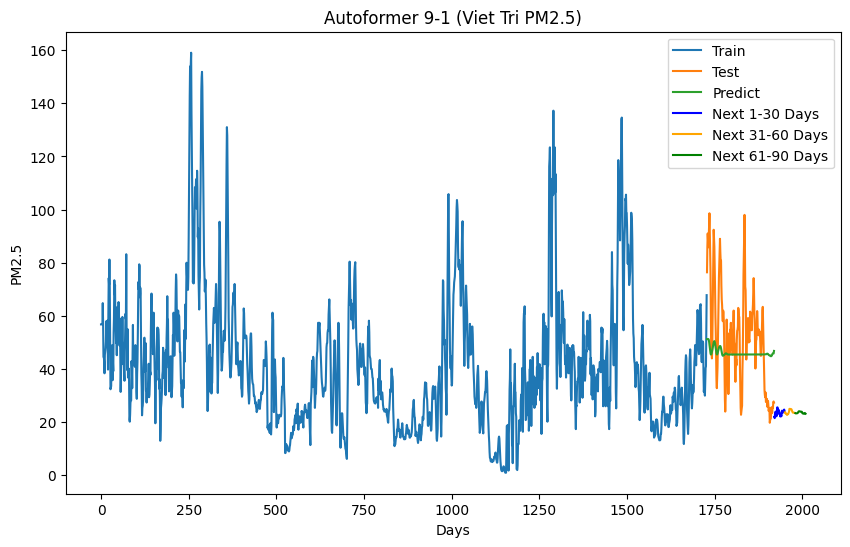 Autoformer 9-1 (Viet Tri PM2.5)
Train
Test
Predict
Next 1-30 Days
Next 31-60 Days
Next 61-90 Days
PM2.5
160
140
120
100
80
60
40
20
0
0 250 500 750 1000 1250 1500 1750 2000
Days